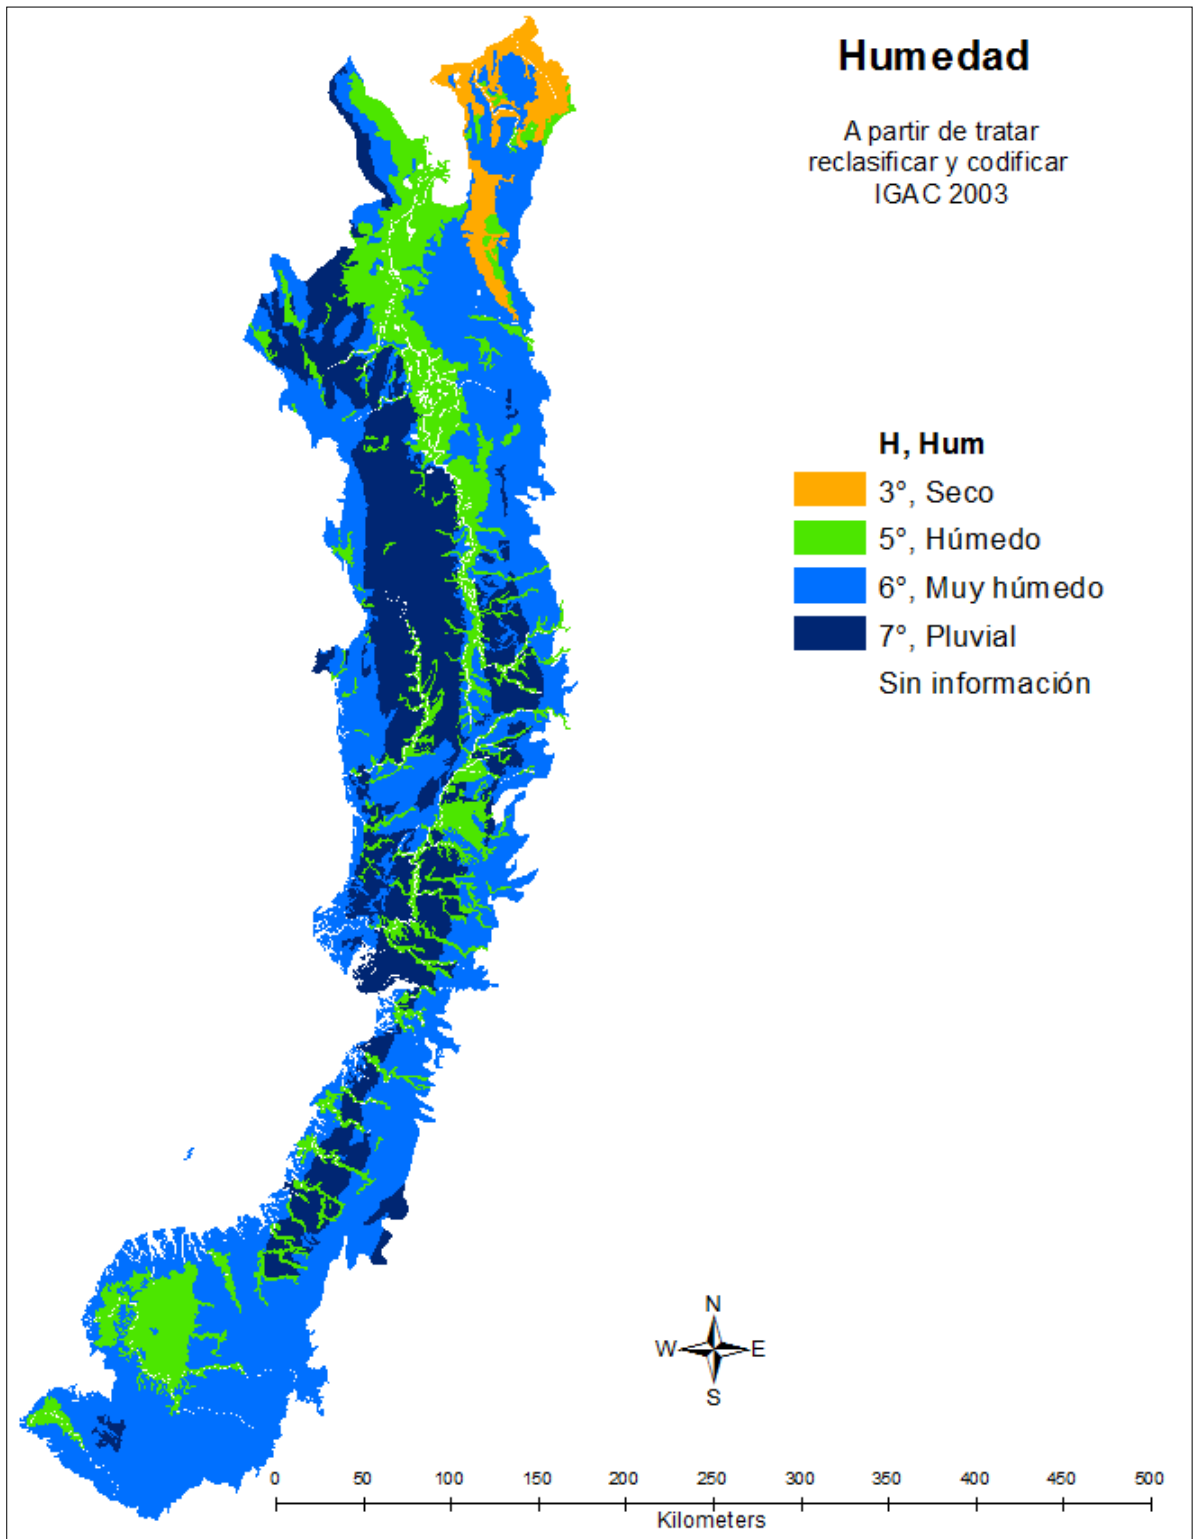 Humedad
A partir de tratar
reclasificar y codificar
IGAC 2003
H, Hum
3°, Seco
5°, Húmedo
6°, Muy húmedo
7°, Pluvial
Sin información
N
W E
S
0 50 100 150 200 250 300 350 400 450 500
Kilometers